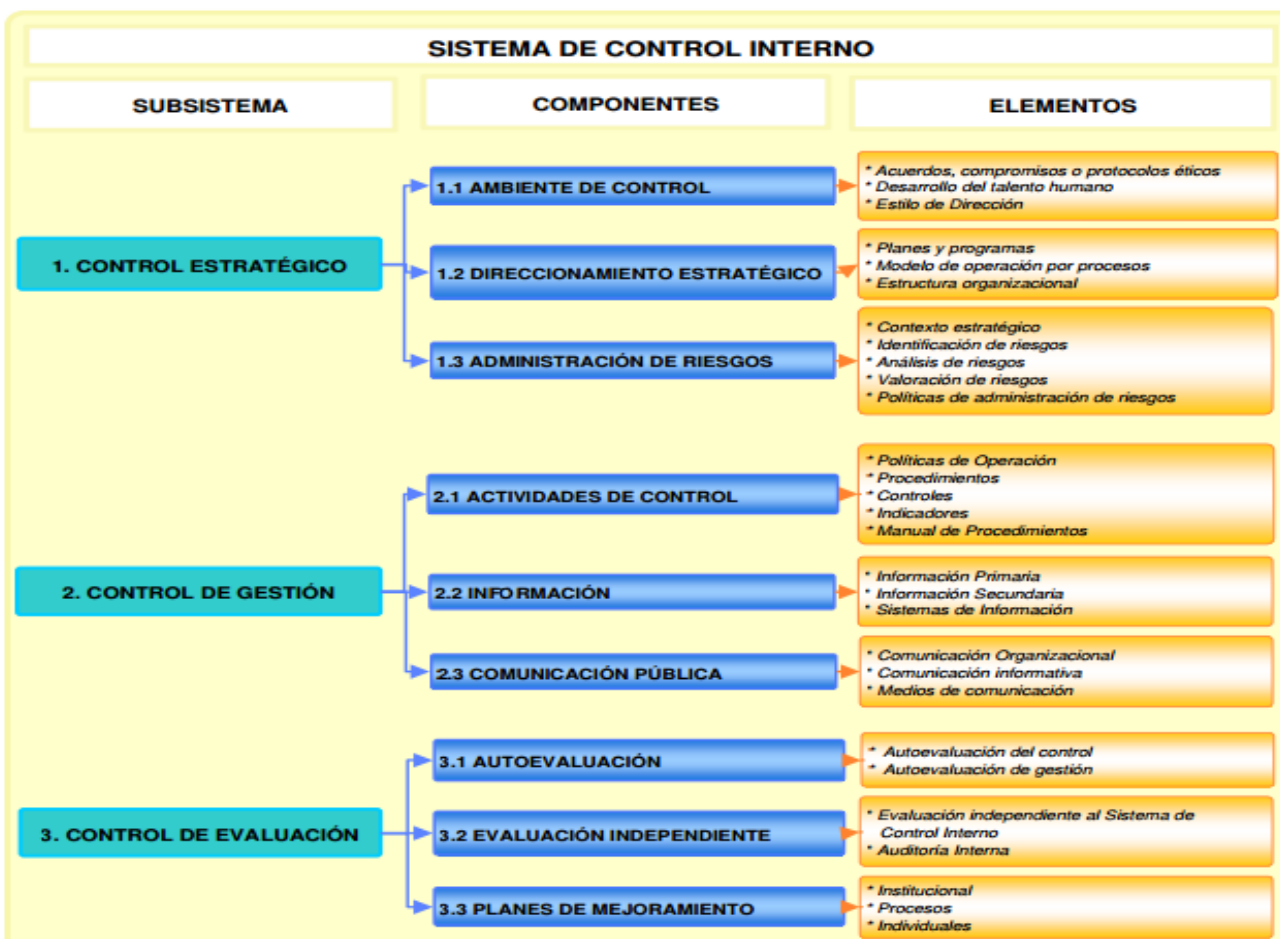 SISTEMA DE CONTROL INTERNO
SUBSISTEMA
COMPONENTES
ELEMENTOS
1. CONTROL ESTRATÉGICO
1.1 AMBIENTE DE CONTROL
* Acuerdos, compromisos o protocolos éticos
* Desarrollo del talento humano
* Estilo de Dirección
1.2 DIRECCIONAMIENTO ESTRATÉGICO
* Planes y programas
* Modelo de operación por procesos
* Estructura organizacional
1.3 ADMINISTRACIÓN DE RIESGOS
* Contexto estratégico
* Identificación de riesgos
* Análisis de riesgos
* Valoración de riesgos
* Políticas de administración de riesgos
2. CONTROL DE GESTIÓN
2.1 ACTIVIDADES DE CONTROL
* Políticas de Operación
* Procedimientos
* Controles
* Indicadores
* Manual de Procedimientos
2.2 INFORMACIÓN
* Información Primaria
* Información Secundaria
* Sistemas de Información
2.3 COMUNICACIÓN PÚBLICA
* Comunicación Organizacional
* Comunicación informativa
* Medios de comunicación
3. CONTROL DE EVALUACIÓN
3.1 AUTOEVALUACIÓN
* Autoevaluación del control
* Autoevaluación de gestión
3.2 EVALUACIÓN INDEPENDIENTE
* Evaluación independiente al Sistema de
Control Interno
* Auditoría Interna
3.3 PLANES DE MEJORAMIENTO
* Institucional
* Procesos
* Individuales